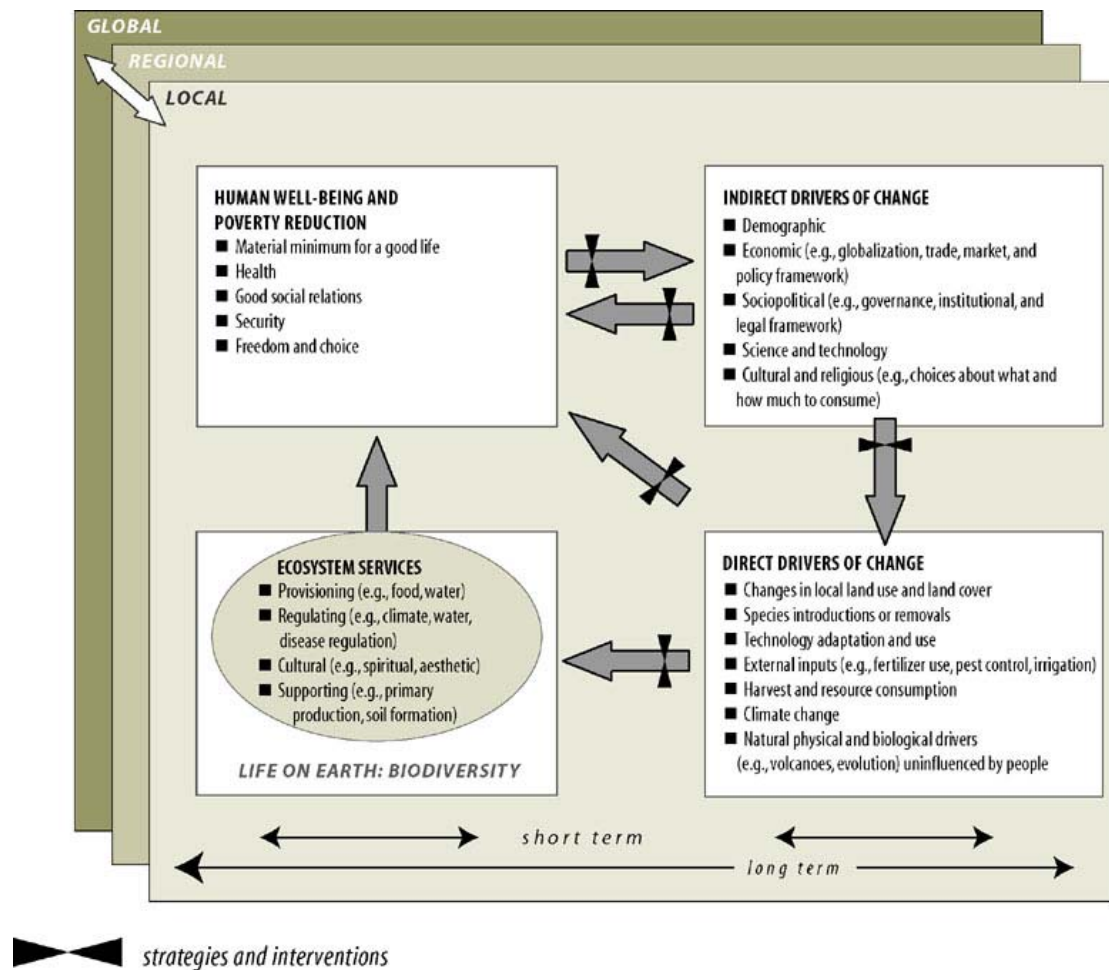 GLOBAL
REGIONAL
LOCAL
HUMAN WELL-BEING AND
POVERTY REDUCTION
■ Material minimum for a good life
■ Health
■ Good social relations
■ Security
■ Freedom and choice
INDIRECT DRIVERS OF CHANGE
■ Demographic
■ Economic (e.g., globalization, trade, market, and
policy framework)
■ Sociopolitical (e.g., governance, institutional, and
legal framework)
■ Science and technology
■ Cultural and religious (e.g., choices about what and
how much to consume)
ECOSYSTEM SERVICES
■ Provisioning (e.g., food, water)
■ Regulating (e.g., climate, water,
disease regulation)
■ Cultural (e.g., spiritual, aesthetic)
■ Supporting (e.g., primary
production, soil formation)
LIFE ON EARTH: BIODIVERSITY
DIRECT DRIVERS OF CHANGE
■ Changes in local land use and land cover
■ Species introductions or removals
■ Technology adaptation and use
■ External inputs (e.g., fertilizer use, pest control, irrigation)
■ Harvest and resource consumption
■ Climate change
■ Natural physical and biological drivers
(e.g., volcanoes, evolution) uninfluenced by people
short term
long term
strategies and interventions